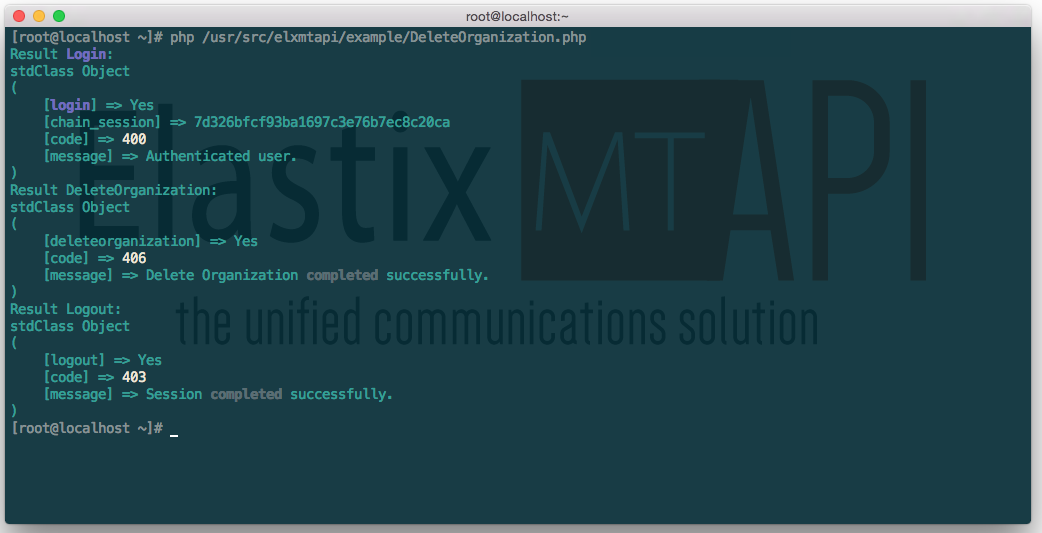 root@localhost:~
[root@localhost ~]# php /usr/src/elxmtapi/example/DeleteOrganization.php
Result Login:
stdClass Object
(
    [login] => Yes
    [chain_session] => 7d326bfcf93ba1697c3e76b7ec8c20ca
    [code] => 400
    [message] => Authenticated user.
)
Result DeleteOrganization:
stdClass Object
(
    [deleteorganization] => Yes
    [code] => 406
    [message] => Delete Organization completed successfully.
)
Result Logout:
stdClass Object
(
    [logout] => Yes
    [code] => 403
    [message] => Session completed successfully.
)
[root@localhost ~]# _
Elastix MT API
the unified communications solution